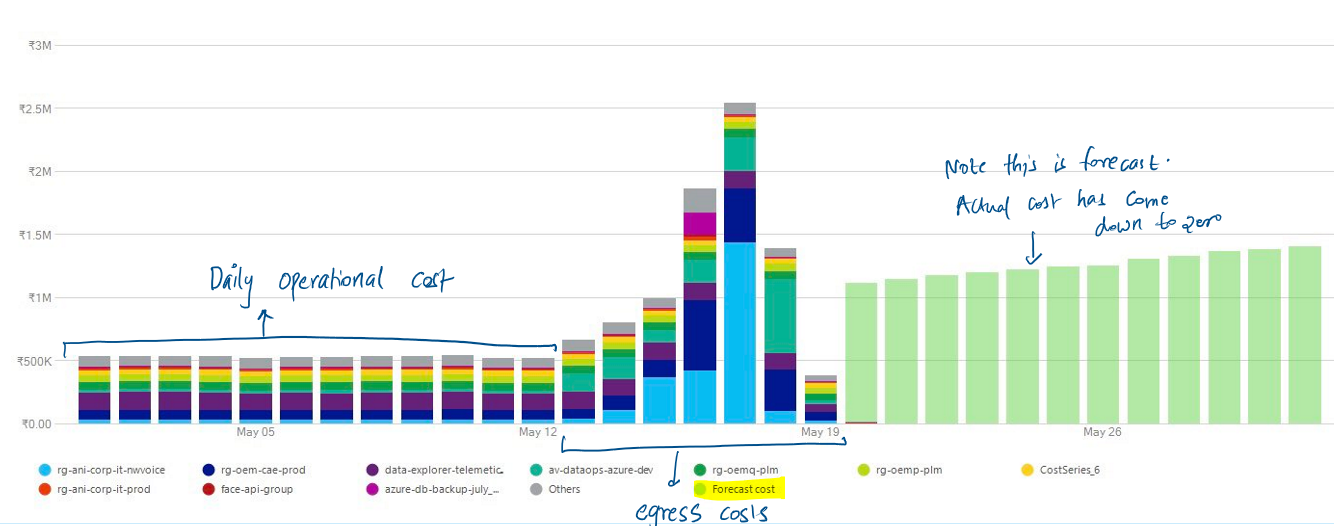 ₹3M
₹2.5M
₹2M
₹1.5M
₹1M
₹500K
₹0.00
Daily operational cost
Note this is forecast.
Actual cost has come
down to zero
May 05
May 12
May 19
May 26
egress costs
rg-ani-corp-it-nwvoice
rg-oem-cae-prod
data-explorer-telemetic...
av-dataops-azure-dev
rg-oemq-plm
rg-oemp-plm
CostSeries_6
rg-ani-corp-it-prod
face-api-group
azure-db-backup-july_...
Others
Forecast cost